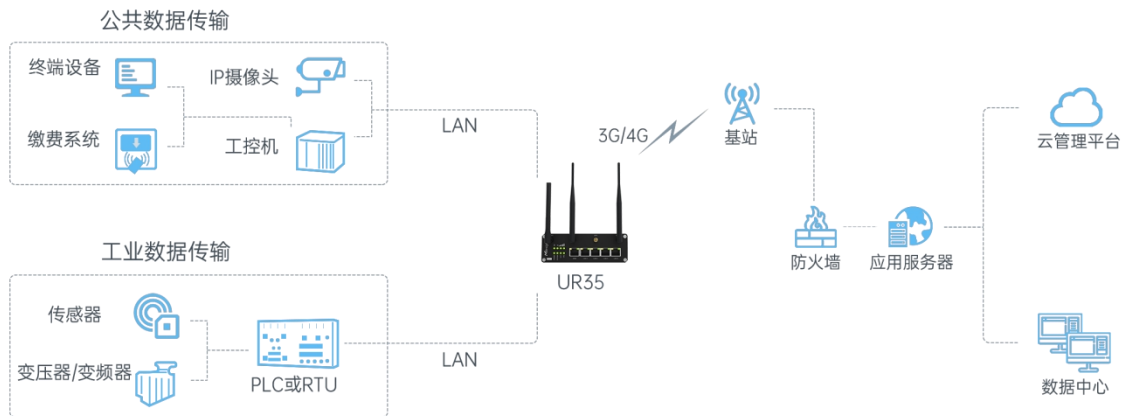 公共数据传输
终端设备
IP摄像头
缴费系统
工控机
LAN
工业数据传输
传感器
变压器/变频器
PLC或RTU
LAN
UR35
3G/4G
基站
防火墙
应用服务器
云管理平台
数据中心